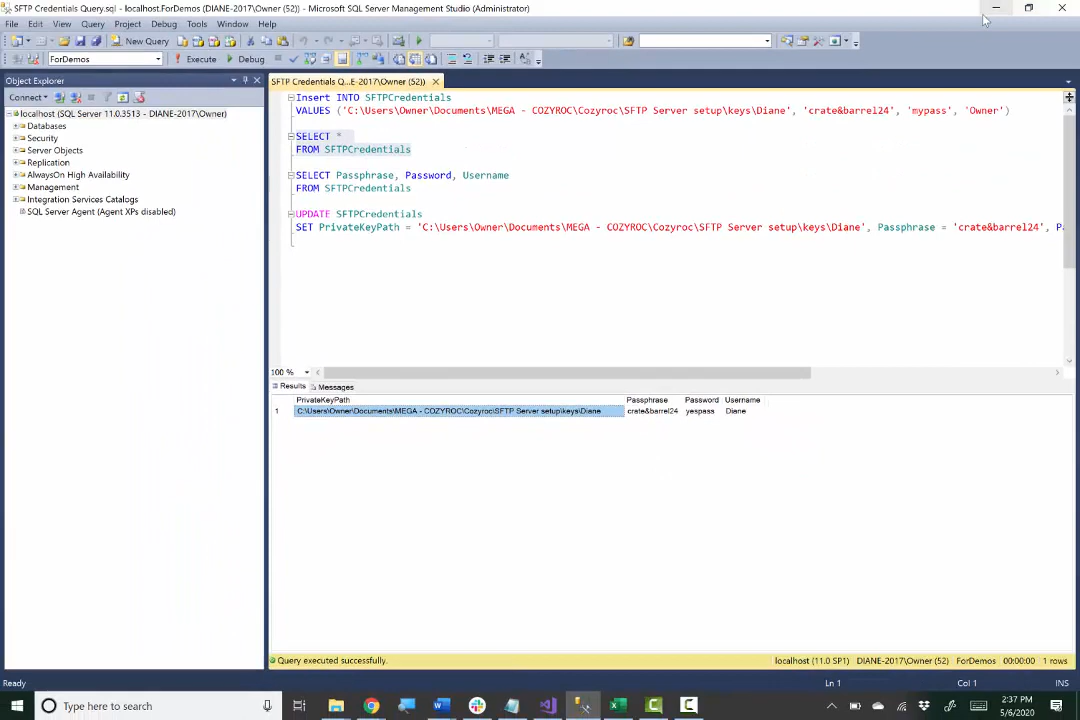 SFTP Credentials Query.sql - localhost.ForDemos (DIANE-2017\Owner (52)) - Microsoft SQL Server Management Studio (Administrator)
File Edit View Query Project Debug Tools Window Help
New Query
ForDemos Execute Debug
Object Explorer
SFTP Credentials Q...E-2017\Owner (52))
Connect
localhost (SQL Server 11.0.3513 - DIANE-2017\Owner)
Databases
Security
Server Objects
Replication
AlwaysOn High Availability
Management
Integration Services Catalogs
SQL Server Agent (Agent XPs disabled)
Insert INTO SFTPCredentials
VALUES ('C:\Users\Owner\Documents\MEGA - COZYROC\Cozyroc\SFTP Server setup\keys\Diane', 'crate&barrel24', 'mypass', 'Owner')
SELECT *
FROM SFTPCredentials
SELECT Passphrase, Password, Username
FROM SFTPCredentials
UPDATE SFTPCredentials
SET PrivateKeyPath = 'C:\Users\Owner\Documents\MEGA - COZYROC\Cozyroc\SFTP Server setup\keys\Diane', Passphrase = 'crate&barrel24', P
100 %
Results Messages
PrivateKeyPath Passphrase Password Username
1 C:\Users\Owner\Documents\MEGA - COZYROC\Cozyroc\SFTP Server setup\keys\Diane crate&barrel24 yespass Diane
Query executed successfully. localhost (11.0 SP1) DIANE-2017\Owner (52) ForDemos 00:00:00 1 rows
Ready Ln 1 Col 1 INS
Type here to search
2:37 PM
5/6/2020